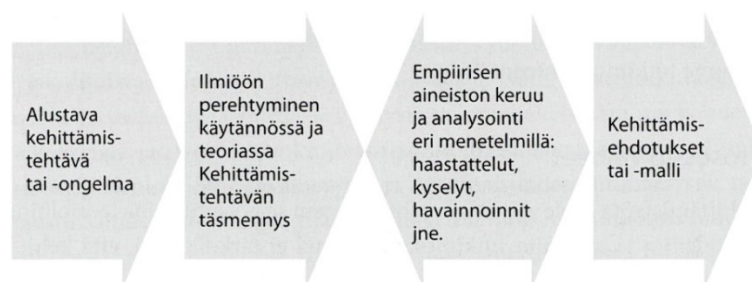 Alustava
kehittämis-
tehtävä
tai -ongelma
Ilmiöön
perehtyminen
käytännössä ja
teoriassa
Kehittämis-
tehtävän
täsmennys
Empiirisen
aineiston keruu
ja analysointi
eri menetelmillä:
haastattelut,
kyselyt,
havainnoinnit
jne.
Kehittämis-
ehdotukset
tai -malli